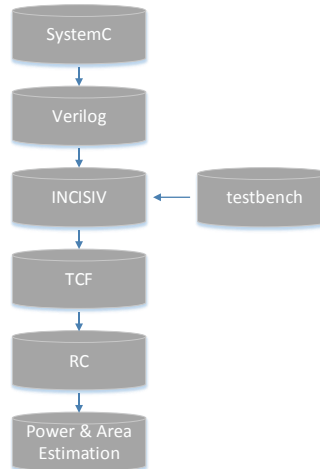 SystemC
Verilog
INCISIV
testbench
TCF
RC
Power & Area
Estimation